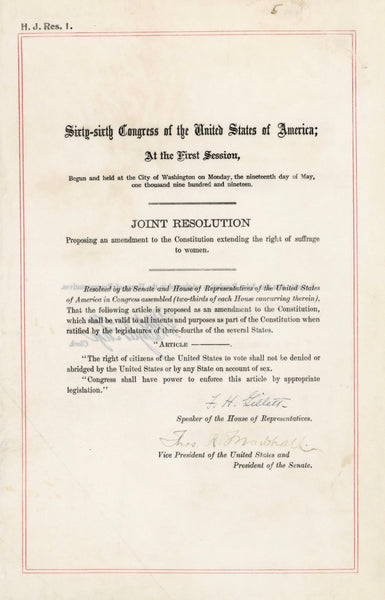 5
H. J. Res. 1.
Sixty-sixth Congress of the United States of America;
At the First Session,
Begun and held at the City of Washington on Monday, the nineteenth day of May,
one thousand nine hundred and nineteen.
JOINT RESOLUTION
Proposing an amendment to the Constitution extending the right of suffrage
to women.
Resolved by the Senate and House of Representatives of the United States
of America in Congress assembled (two-thirds of each House concurring therein),
That the following article is proposed as an amendment to the Constitution,
which shall be valid to all intents and purposes as part of the Constitution when
ratified by the legislatures of three-fourths of the several States.
"ARTICLE ———.
"The right of citizens of the United States to vote shall not be denied or
abridged by the United States or by any State on account of sex.
"Congress shall have power to enforce this article by appropriate
legislation."
F. H. Gillett
Speaker of the House of Representatives.
Thos. R. Marshall.
Vice President of the United States and
President of the Senate.